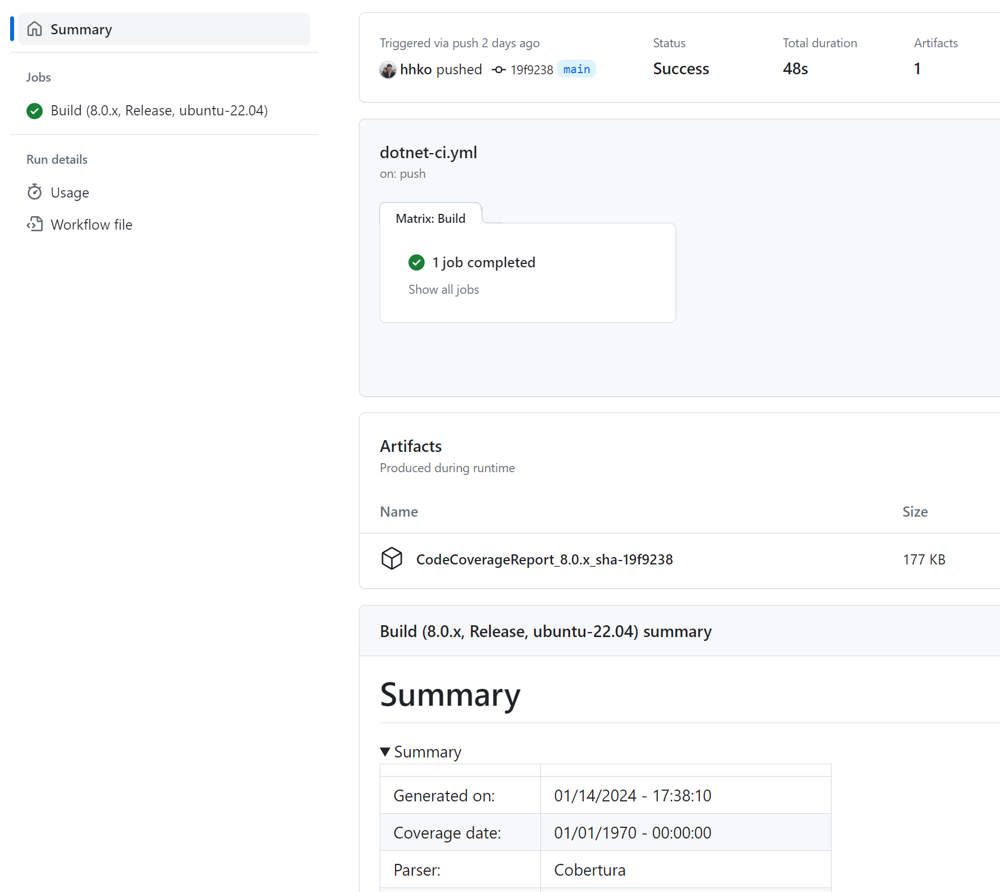 Summary
Jobs
Build (8.0.x, Release, ubuntu-22.04)
Run details
Usage
Workflow file
Triggered via push 2 days ago
hhko pushed 19f9238 main
Status
Success
Total duration
48s
Artifacts
1
dotnet-ci.yml
on: push
Matrix: Build
1 job completed
Show all jobs
Artifacts
Produced during runtime
Name Size
CodeCoverageReport_8.0.x_sha-19f9238 177 KB
Build (8.0.x, Release, ubuntu-22.04) summary
Summary
Summary
Generated on: 01/14/2024 - 17:38:10
Coverage date: 01/01/1970 - 00:00:00
Parser: Cobertura